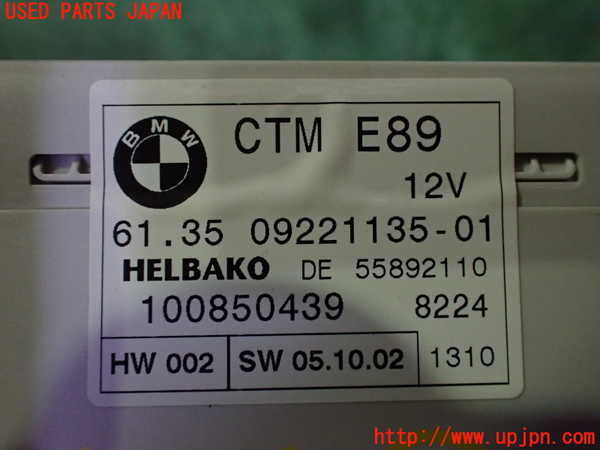 USED PARTS JAPAN
BMW
CTM E89
12V
61.35 09221135-01
HELBAKO DE 55892110
100850439 8224
HW 002 SW 05.10.02 1310
http://www.upjpn.com